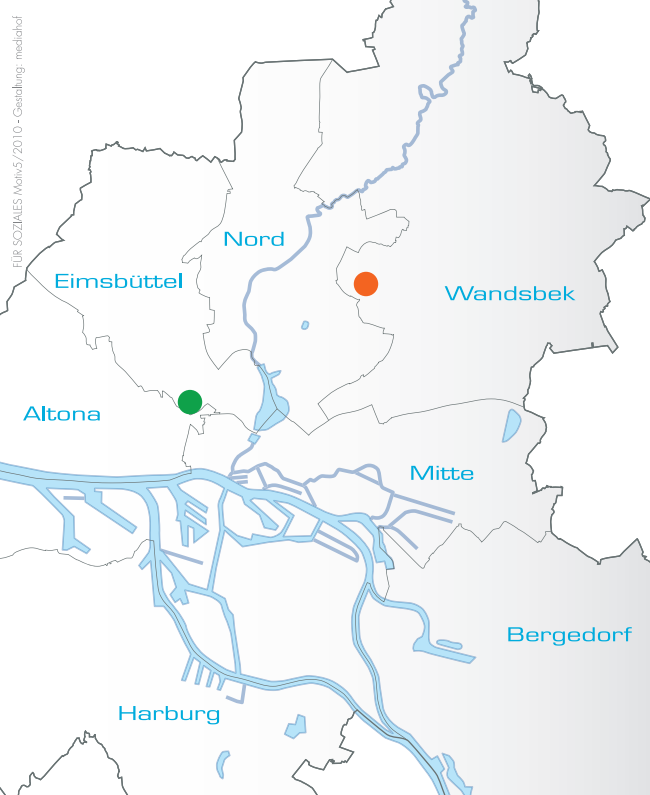 FÜR SOZIALES Motiv5/2010 - Gestaltung: mediahof
Nord
Eimsbüttel
Wandsbek
Altona
Mitte
Bergedorf
Harburg